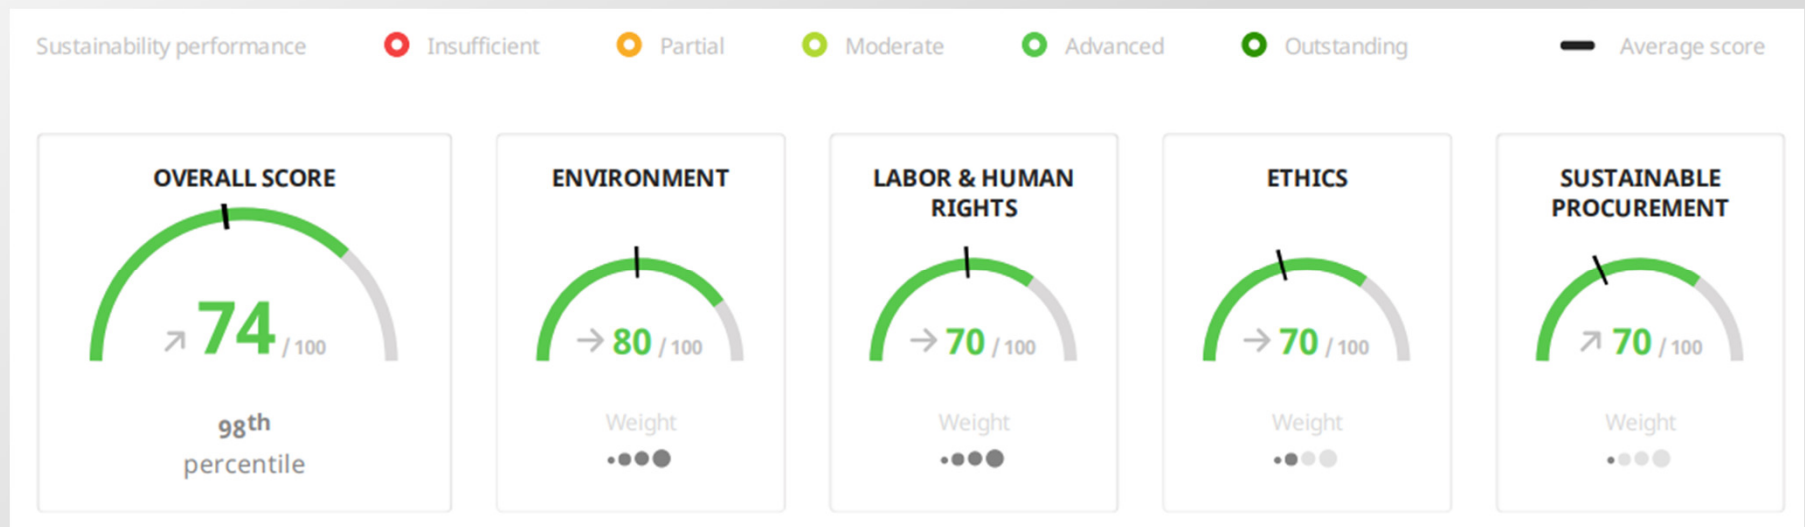 Sustainability performance Insufficient Partial Moderate Advanced Outstanding Average score
OVERALL SCORE
74 / 100
98th
percentile
ENVIRONMENT
80 / 100
Weight
LABOR & HUMAN
RIGHTS
70 / 100
Weight
ETHICS
70 / 100
Weight
SUSTAINABLE
PROCUREMENT
70 / 100
Weight